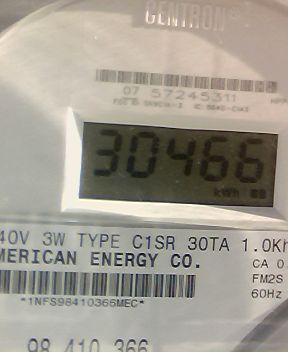 CENTRON
07 57245311
30466
kWh
40V 3W TYPE C1SR 30TA 1.0Kh
MERICAN ENERGY CO.
CA 0.
FM2S
60Hz
*1NFS98410366MEC*
98 410 366